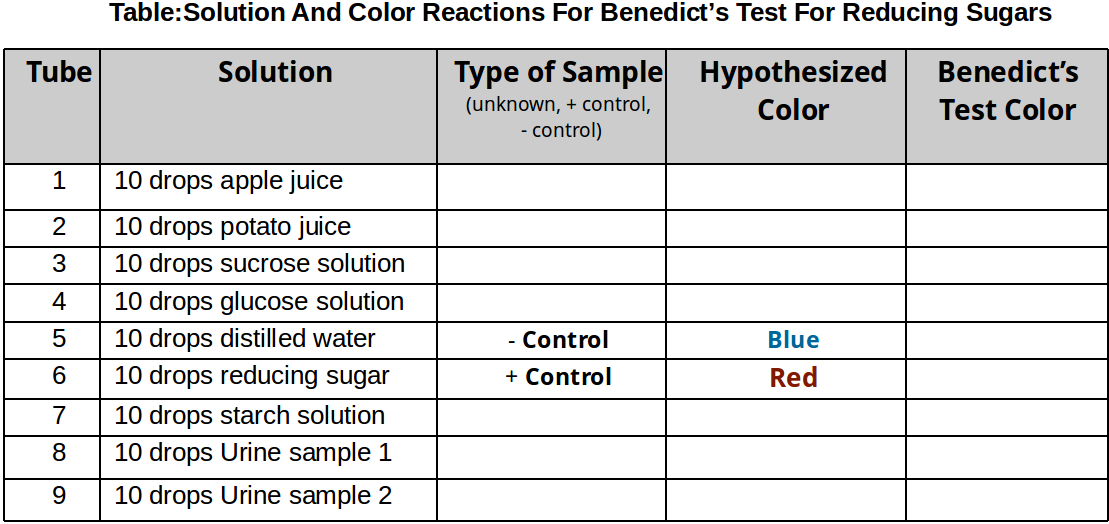 Table:Solution And Color Reactions For Benedict's Test For Reducing Sugars
Tube Solution Type of Sample Hypothesized Benedict's
(unknown, + control, Color Test Color
- control)
1 10 drops apple juice
2 10 drops potato juice
3 10 drops sucrose solution
4 10 drops glucose solution
5 10 drops distilled water - Control Blue
6 10 drops reducing sugar + Control Red
7 10 drops starch solution
8 10 drops Urine sample 1
9 10 drops Urine sample 2